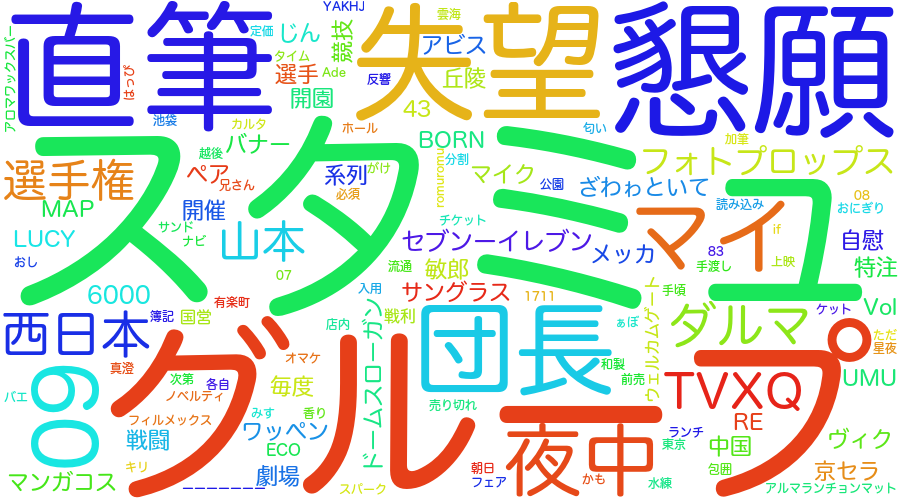 直筆
失望
懇願
YAKHJ
雲海
定価
じん
競技
アビス
アロマワックスバー
はっぴ
タイム
選手
Ade
反響
丘陵
開園
43
池袋
カルタ
ホール
BORN
匂い
加筆
越後
バナー
分割
フォトプロップス
スタミュ
選手権
ペア
兄さん
系列
がけ
必須
romuromu
マイク
公園
ざわゎといて
読み込み
08
おにぎり
MAP
開催
チケット
マイ
if
LUCY
サンド
ナビ
山本
セブンーイレブン
メッカ
83
自慰
おし
07
流通
敏郎
手渡し
上映
特注
6000
有楽町
入用
サングラス
1711
手頃
ウェルカムゲート
Vol
西日本
簿記
国営
店内
戦利
ドームスローガン
団長
ぁぽ
ダルマ
ケット
ただ
星夜
グループ
オマケ
真澄
和製
60
次第
各自
毎度
前売
TVXQ
UMU
バエ
ノベルティ
みす
香り
売り切れ
夜中
RE
フィルメックス
ワッペン
ランチ
戦闘
ECO
東京
中国
ヴィク
キリ
劇場
朝日
かも
包囲
京セラ
マンガコス
ーーーーーーー
スパーク
フェア
水練
アルマランチョンマット